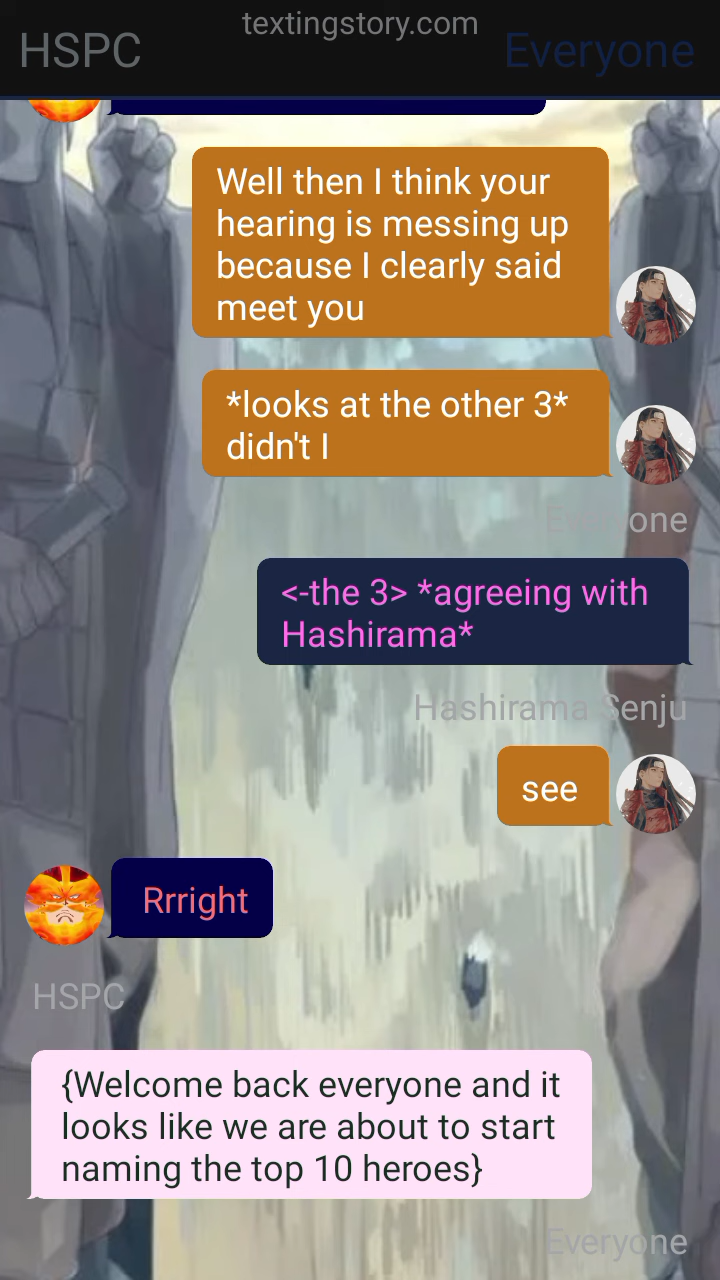 textingstory.com
HSPC
Everyone
Well then I think your
hearing is messing up
because I clearly said
meet you
*looks at the other 3*
didn't I
Everyone
<-the 3> *agreeing with
Hashirama*
Hashirama Senju
see
Rrright
HSPC
{Welcome back everyone and it
looks like we are about to start
naming the top 10 heroes}
Everyone